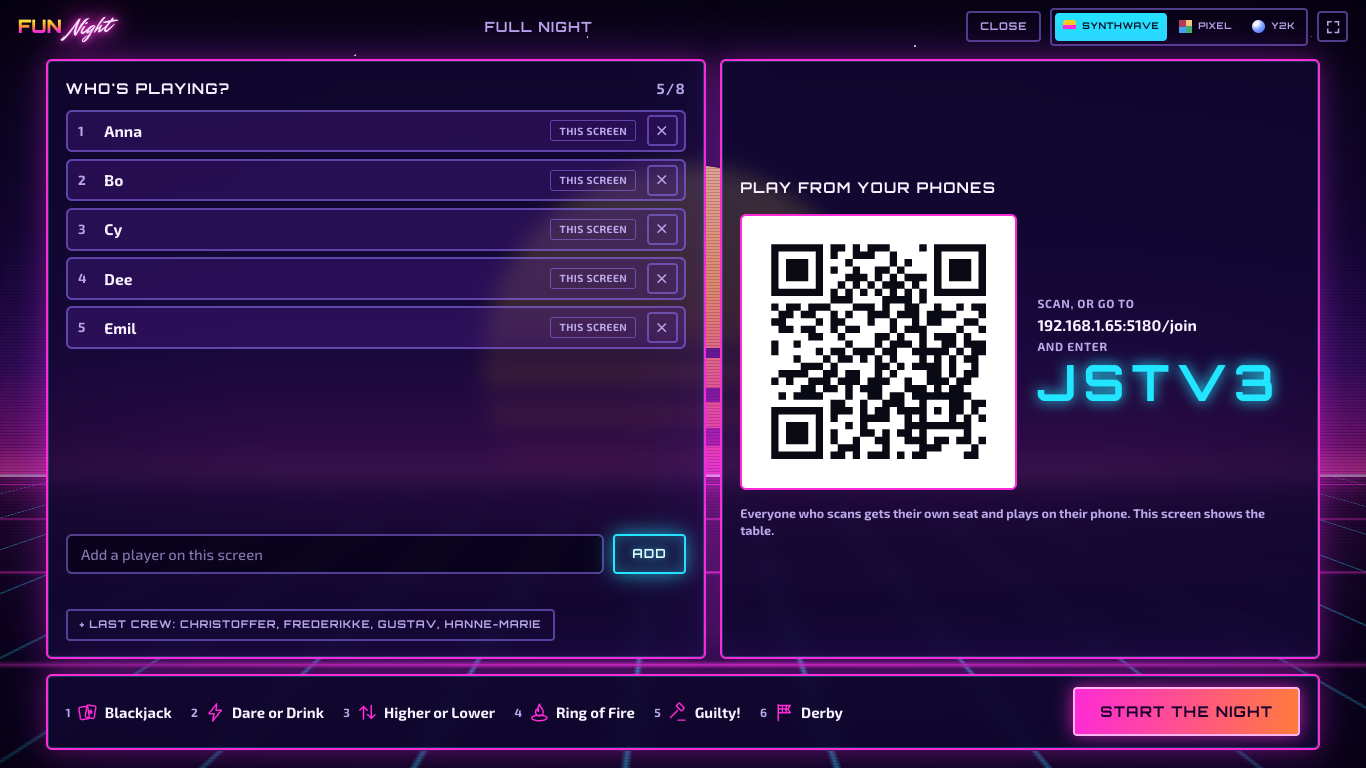 FUN Night
FULL NIGHT
CLOSE
SYNTHWAVE
PIXEL
Y2K
WHO'S PLAYING?
5/8
1 Anna THIS SCREEN ×
2 Bo THIS SCREEN ×
3 Cy THIS SCREEN ×
4 Dee THIS SCREEN ×
5 Emil THIS SCREEN ×
Add a player on this screen
ADD
+ LAST CREW: CHRISTOFFER, FREDERIKKE, GUSTAV, HANNE-MARIE
PLAY FROM YOUR PHONES
SCAN, OR GO TO
192.168.1.65:5180/join
AND ENTER
JSTV3
Everyone who scans gets their own seat and plays on their phone. This screen shows the
table.
1 Blackjack 2 Dare or Drink 3 Higher or Lower 4 Ring of Fire 5 Guilty! 6 Derby
START THE NIGHT